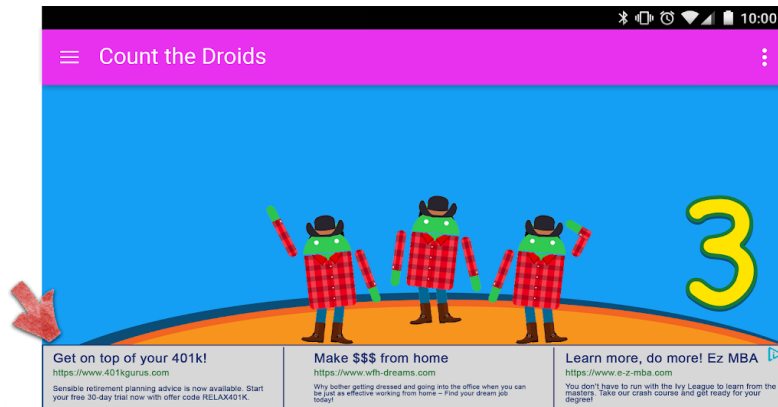 10:00
Count the Droids
3
Get on top of your 401k!
https://www.401kgurus.com
Sensible retirement planning advice is now available. Start
your free 30-day trial now with offer code RELAX401K.
Make $$$ from home
https://www.wfh-dreams.com
Why bother getting dressed and going into the office when you can
be just as effective working from home – Find your dream job
today!
Learn more, do more! Ez MBA
https://www.e-z-mba.com
You don't have to run with the Ivy League to learn from the
masters. Take our crash course and get ready for your
degree!